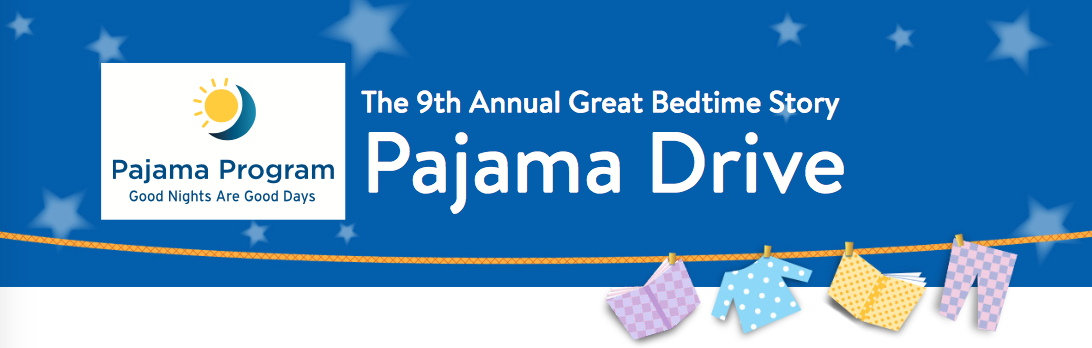 Pajama Program
Good Nights Are Good Days
The 9th Annual Great Bedtime Story
Pajama Drive